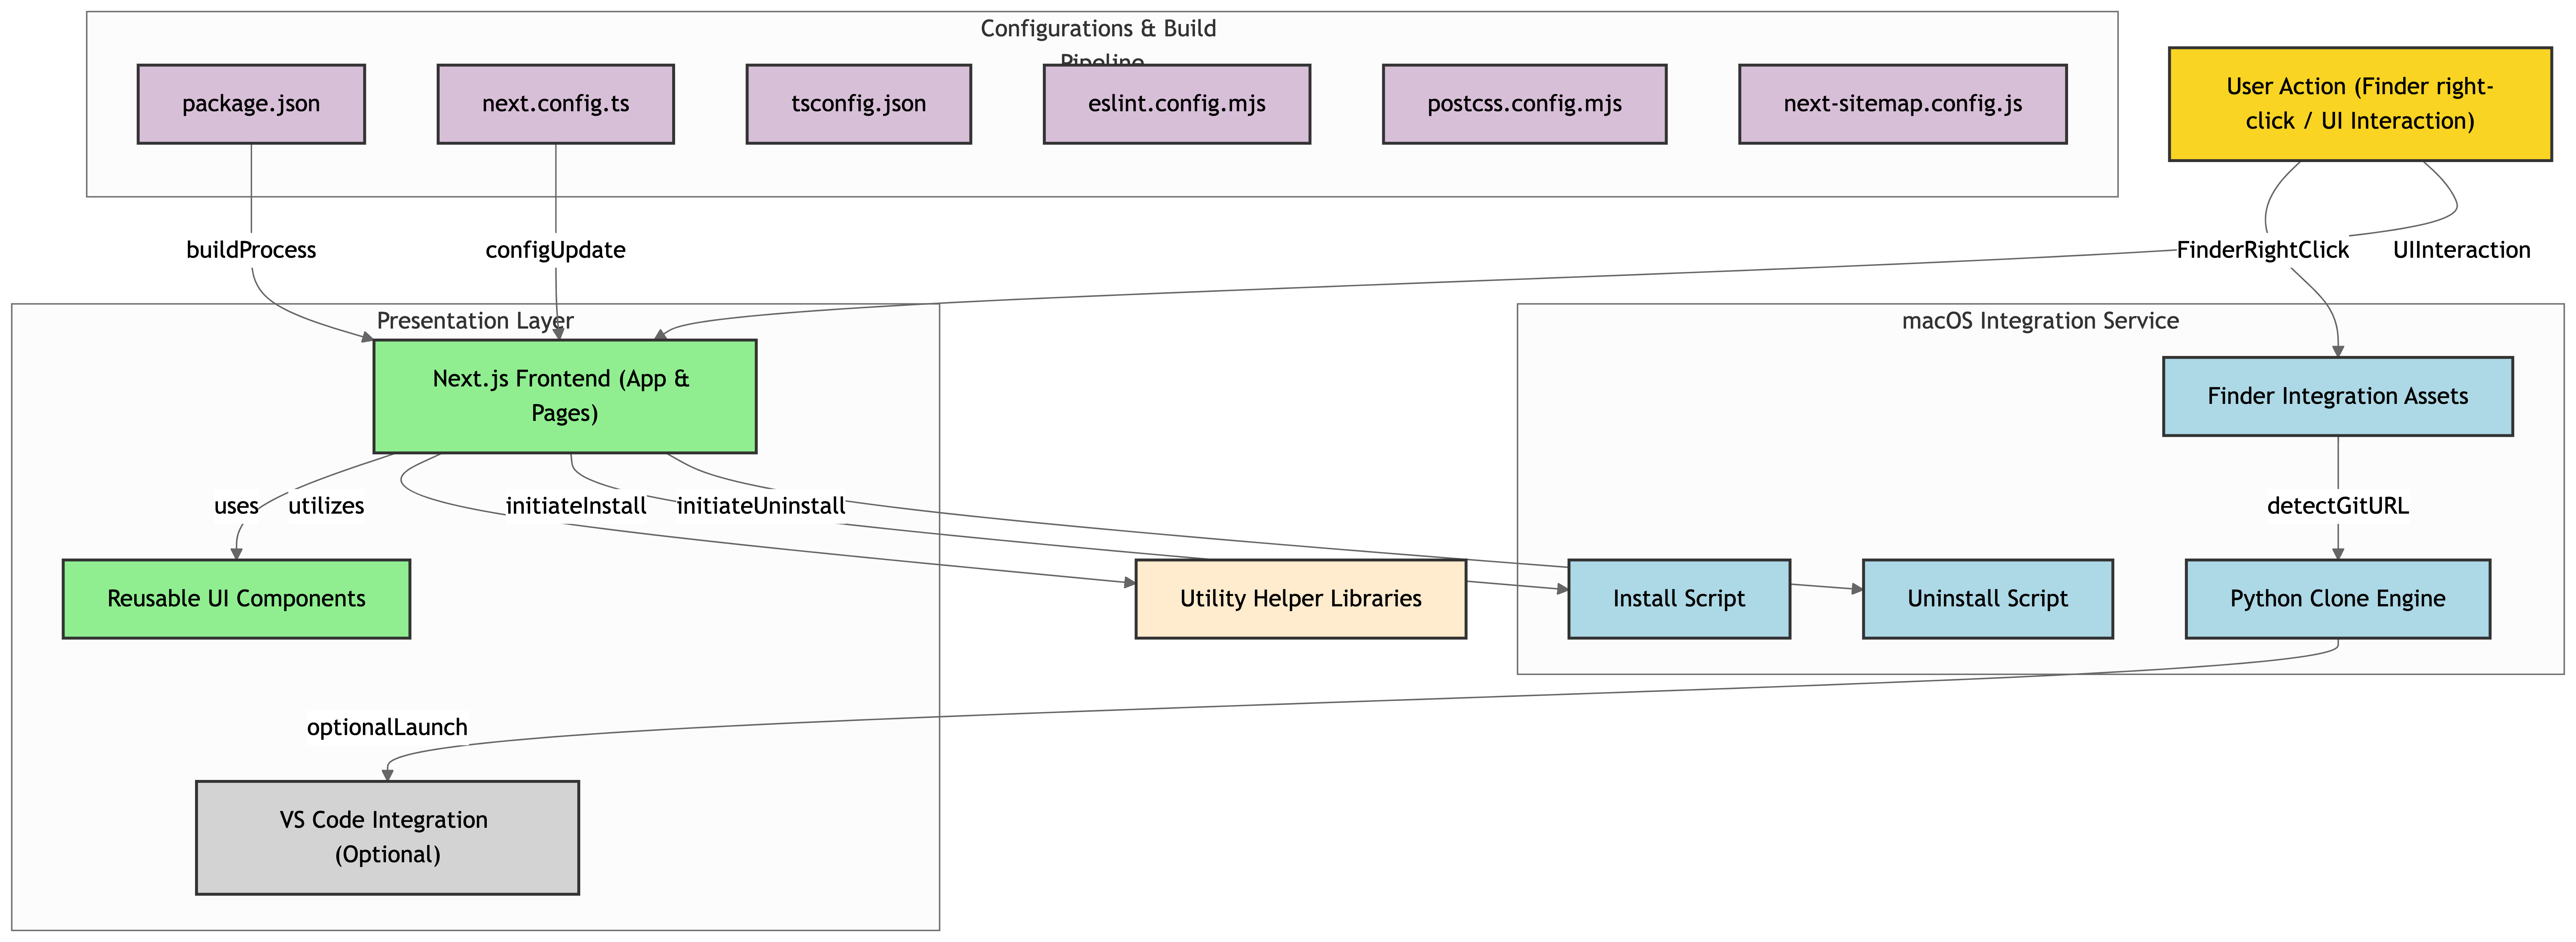 Configurations & Build
Pipeline
package.json
next.config.ts
tsconfig.json
eslint.config.mjs
postcss.config.mjs
next-sitemap.config.js
User Action (Finder right-
click / UI Interaction)
buildProcess
configUpdate
FinderRightClick
UIInteraction
Presentation Layer
macOS Integration Service
Next.js Frontend (App &
Pages)
Finder Integration Assets
uses
utilizes
initiateInstall
initiateUninstall
detectGitURL
Reusable UI Components
Utility Helper Libraries
Install Script
Uninstall Script
Python Clone Engine
optionalLaunch
VS Code Integration
(Optional)